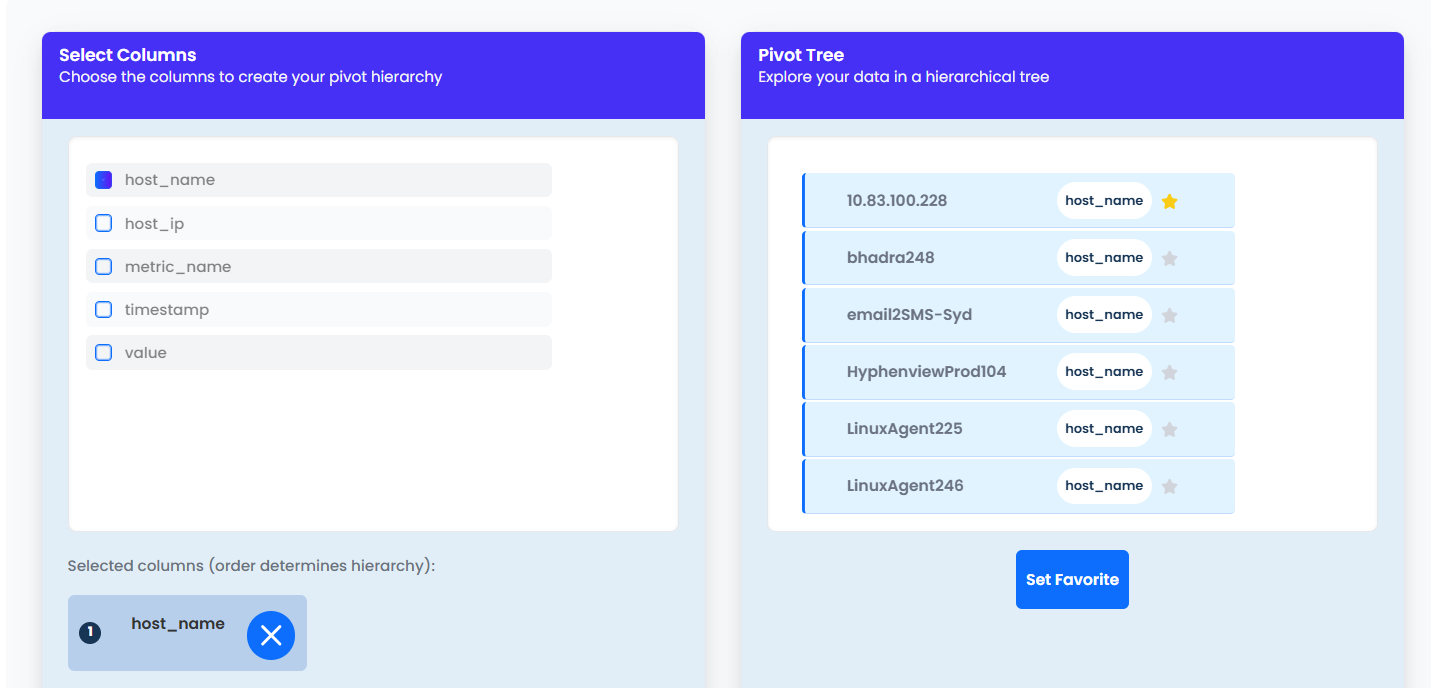 Select Columns
Choose the columns to create your pivot hierarchy
host_name
host_ip
metric_name
timestamp
value
Selected columns (order determines hierarchy):
1 host_name
Pivot Tree
Explore your data in a hierarchical tree
10.83.100.228 host_name
bhadra248 host_name
email2SMS-Syd host_name
HyphenviewProd104 host_name
LinuxAgent225 host_name
LinuxAgent246 host_name
Set Favorite